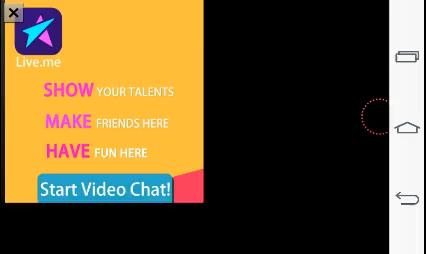 Live.me
SHOW YOUR TALENTS
MAKE FRIENDS HERE
HAVE FUN HERE
Start Video Chat!